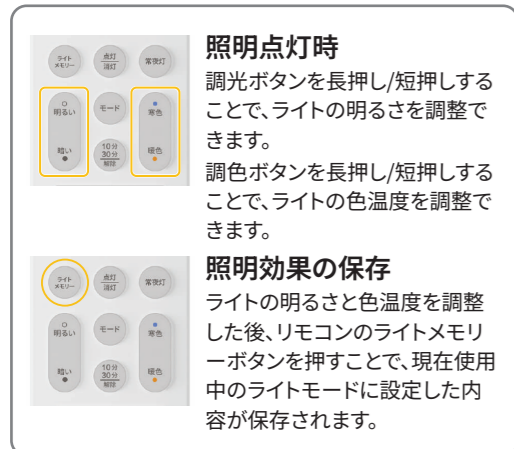 照明点灯時
調光ボタンを長押し/短押しする
ことで、ライトの明るさを調整で
きます。
調色ボタンを長押し/短押しする
ことで、ライトの色温度を調整で
きます。
ライト
メモリー
点灯
消灯
常夜灯
明るい
暗い
モード
10分
30分
解除
寒色
暖色
照明効果の保存
ライトの明るさと色温度を調整
した後、リモコンのライトメモリ
ーボタンを押すことで、現在使用
中のライトモードに設定した内
容が保存されます。
ライト
メモリー
点灯
消灯
常夜灯
明るい
暗い
モード
10分
30分
解除
寒色
暖色